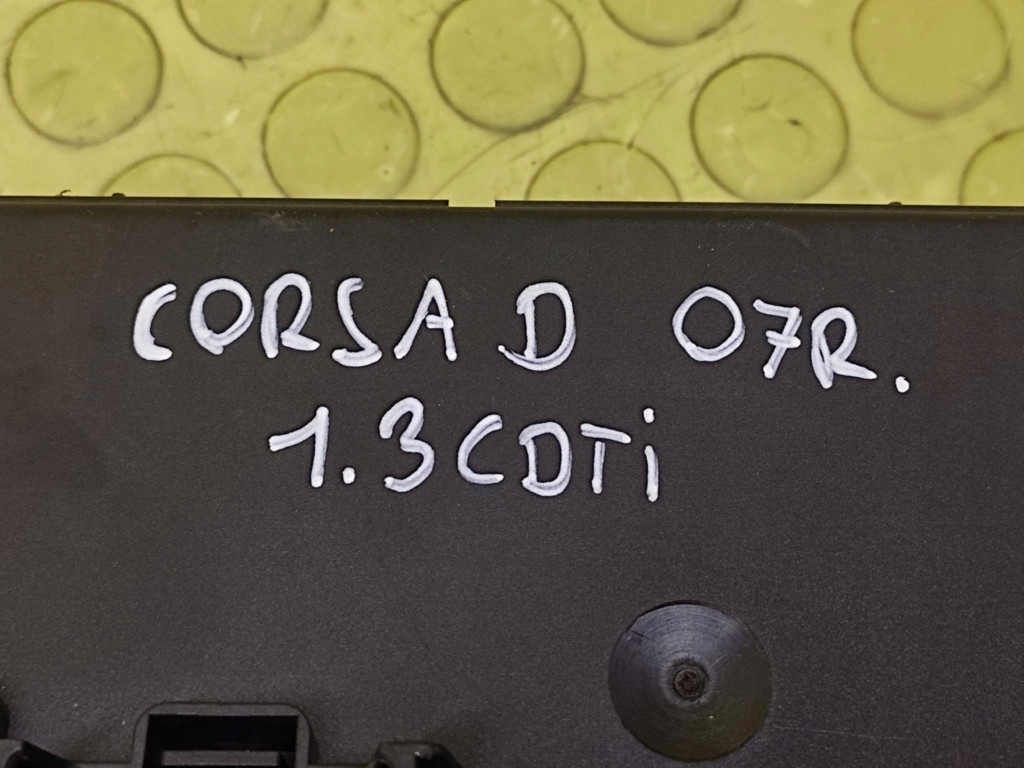 CORSA D 07R.
1.3CDTi